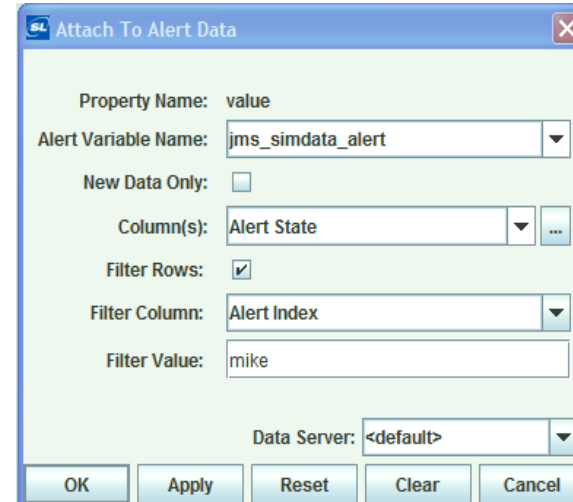 SL Attach To Alert Data
Property Name: value
Alert Variable Name: jms_simdata_alert
New Data Only:
Column(s): Alert State ...
Filter Rows:
Filter Column: Alert Index
Filter Value: mike
Data Server: <default>
OK Apply Reset Clear Cancel